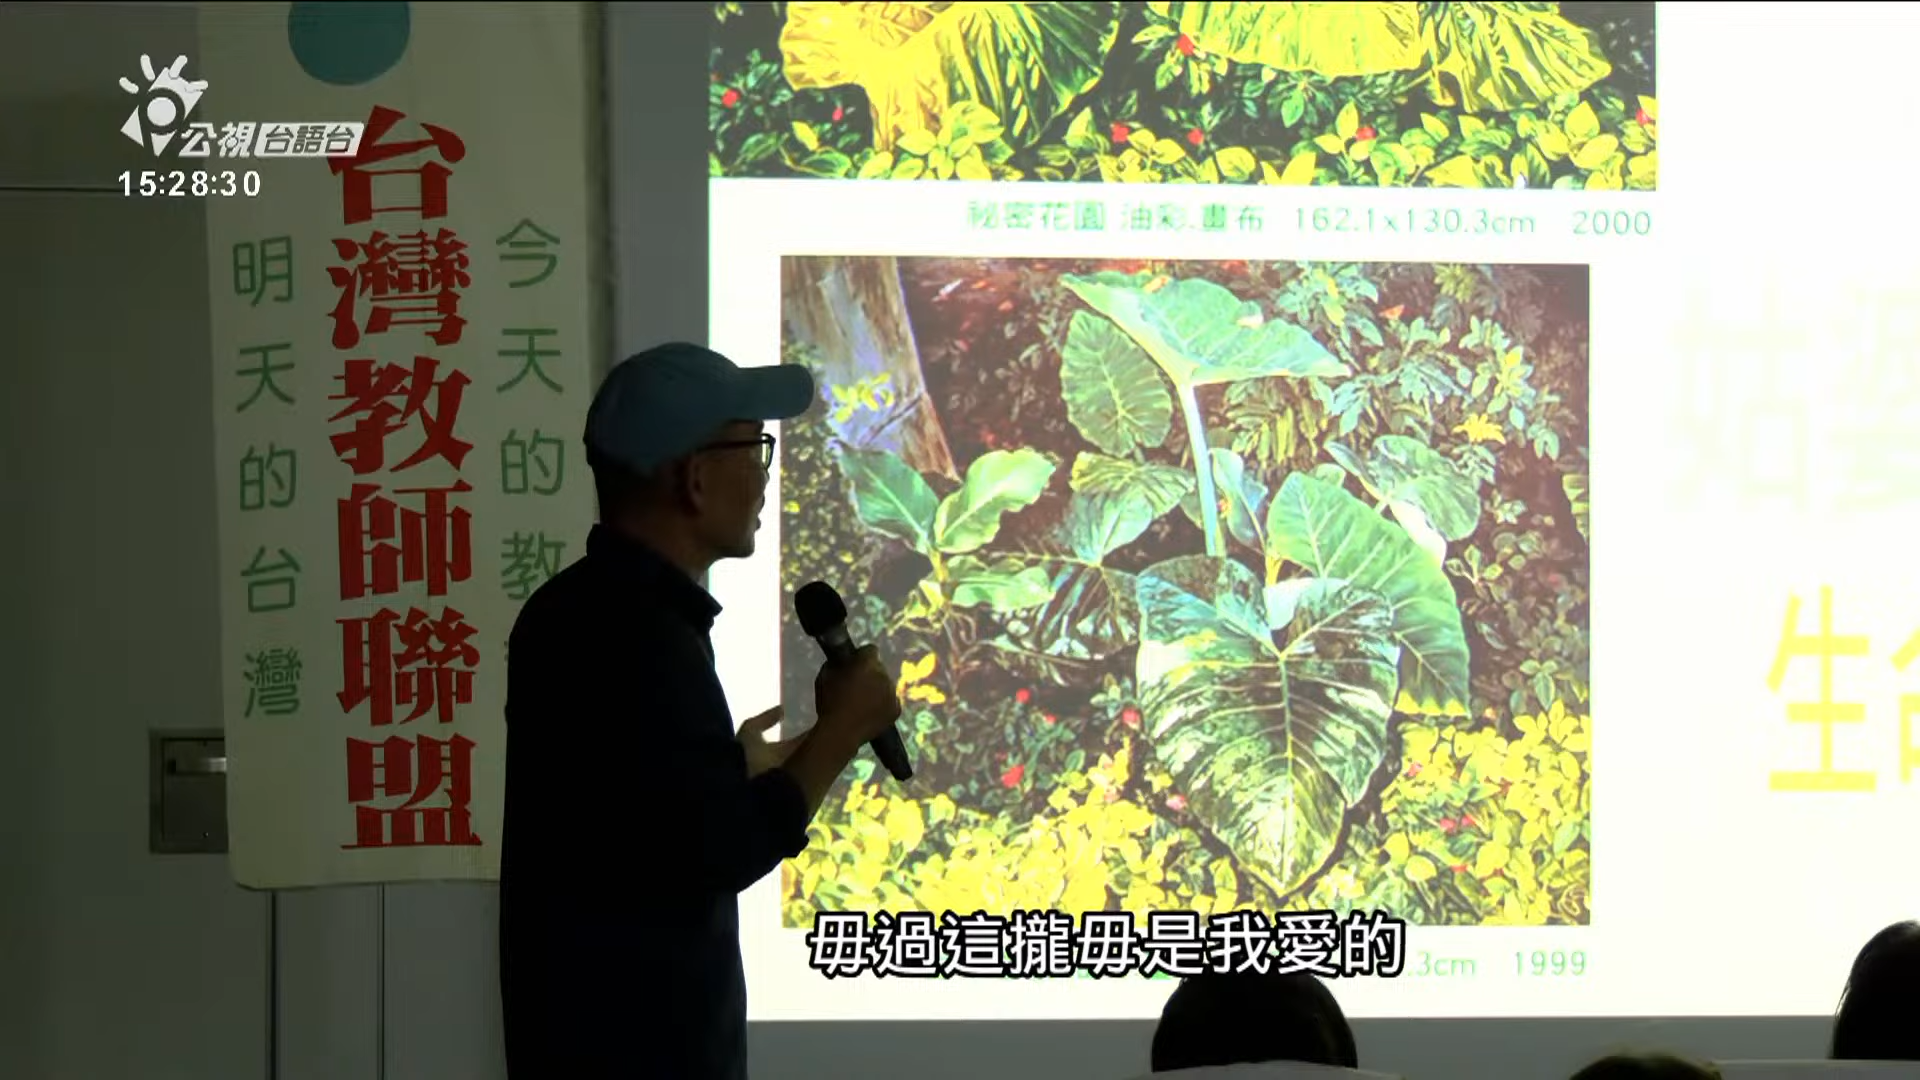 公視台語台
15:28:30
今天的教
台灣教師聯盟
明天的台灣
秘密花園 油彩.畫布 162.1x130.3cm 2000
生命
.3cm 1999
毋過這攏毋是我愛的